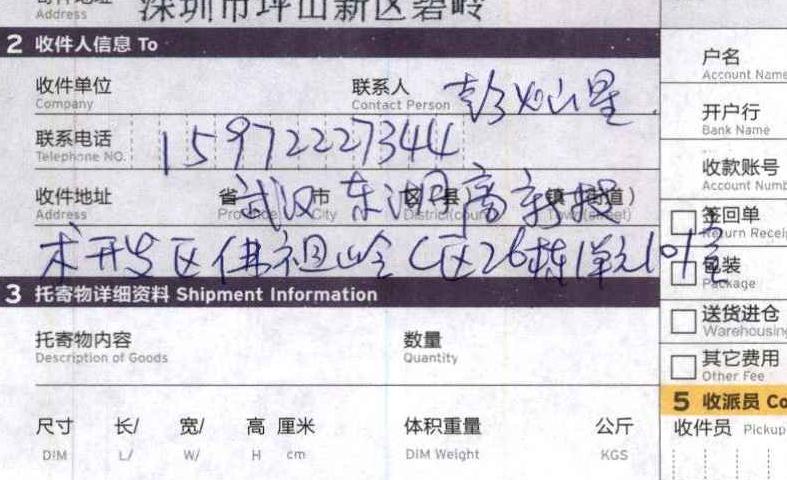 寄件地址
Address 深圳市坪山新区碧岭
2 收件人信息 To
收件单位 联系人 彭 山星
Company Contact Person
联系电话 15972227344
Telephone NO.
收件地址 省 武汉 市 东湖 区/县 高新技 镇(街道)
Address Province City District(county) Town(street)
术开发区佛祖岭C区26栋1单元101室
3 托寄物详细资料 Shipment Information
托寄物内容 数量
Description of Goods Quantity
尺寸 长/ 宽/ 高 厘米 体积重量 公斤
DIM L/ W/ H cm DIM Weight KGS
户名
Account Name
开户行
Bank Name
收款账号
Account Numb
签回单
Return Recei
包装
Package
送货进仓
Warehousing
其它费用
Other Fee
5 收派员 Co
收件员 Pickup